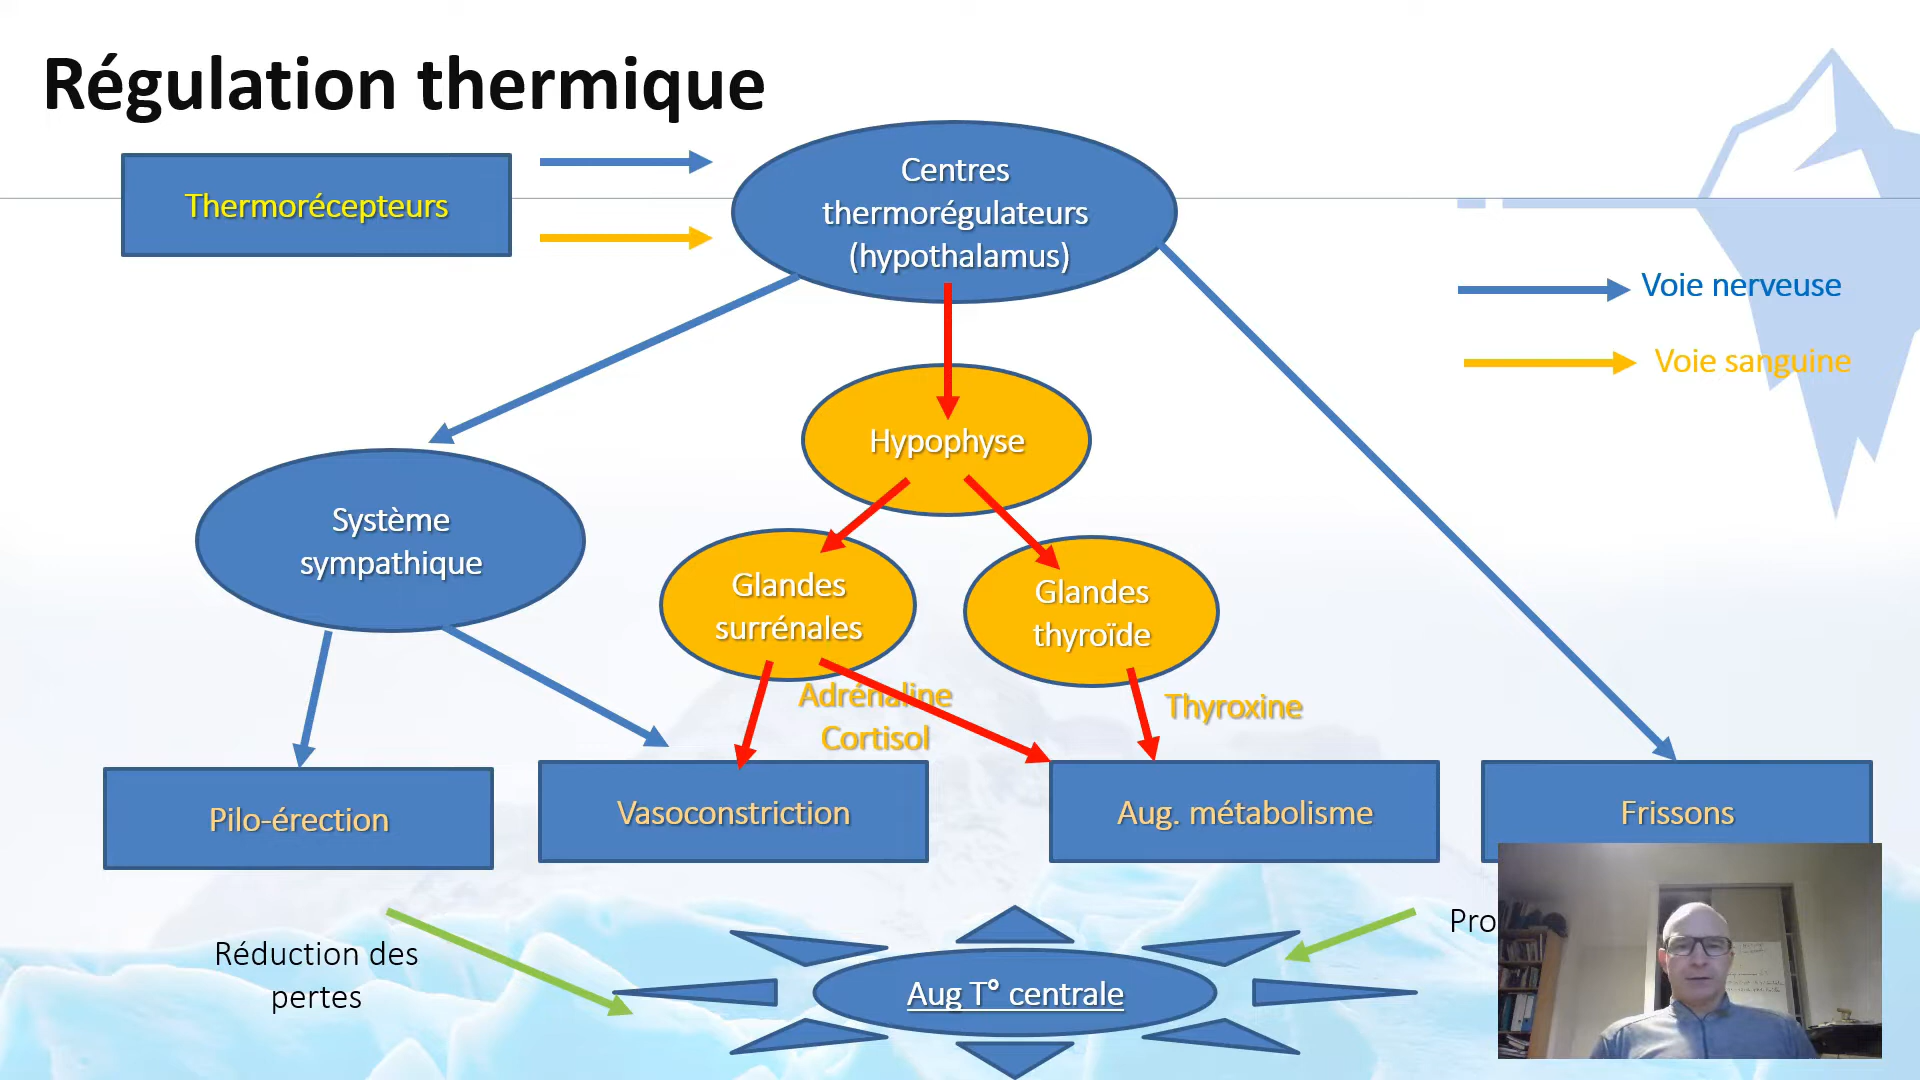 Régulation thermique
Thermorécepteurs
Centres
thermorégulateurs
(hypothalamus)
Voie nerveuse
Voie sanguine
Hypophyse
Système
sympathique
Glandes
surrénales
Glandes
thyroïde
Adrénaline
Cortisol
Thyroxine
Pilo-érection
Vasoconstriction
Aug. métabolisme
Frissons
Réduction des
pertes
Aug T° centrale